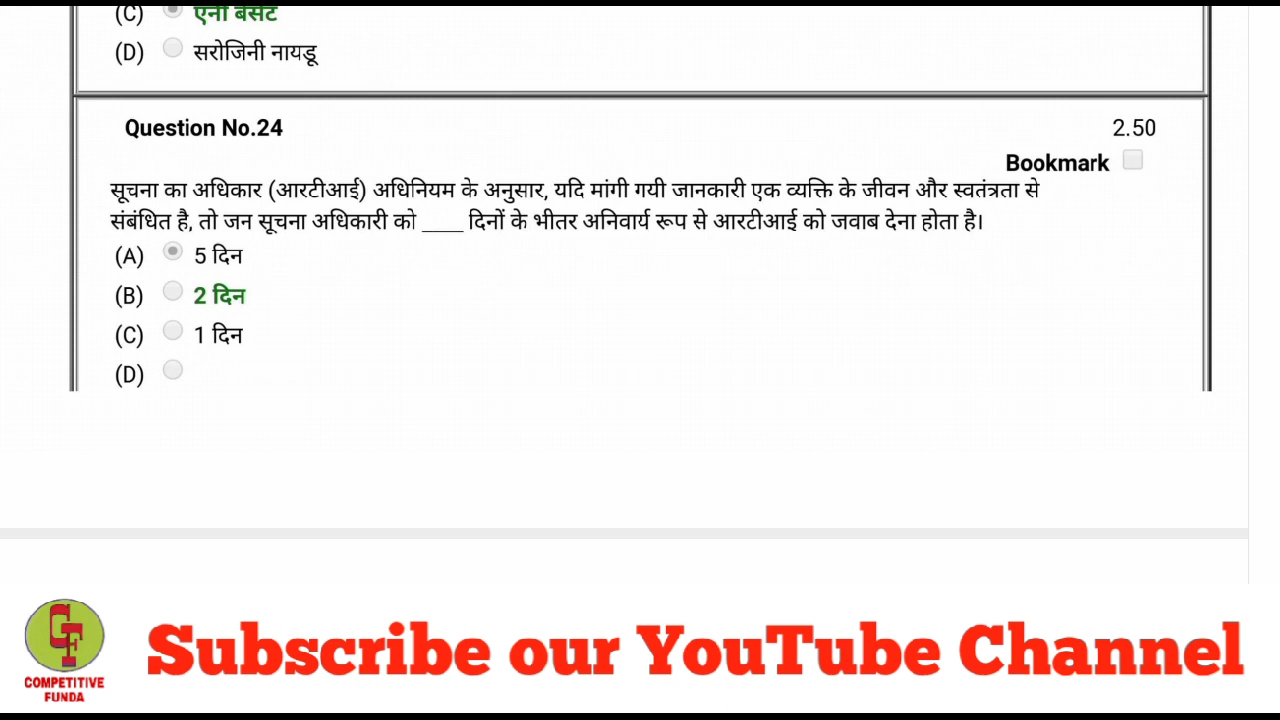 (C) एनी बेसेंट
(D) सरोजिनी नायडू
Question No.24 2.50
Bookmark
सूचना का अधिकार (आरटीआई) अधिनियम के अनुसार, यदि मांगी गयी जानकारी एक व्यक्ति के जीवन और स्वतंत्रता से
संबंधित है, तो जन सूचना अधिकारी को ____ दिनों के भीतर अनिवार्य रूप से आरटीआई को जवाब देना होता है।
(A) 5 दिन
(B) 2 दिन
(C) 1 दिन
(D)
CF
COMPETITIVE
FUNDA
Subscribe our YouTube Channel